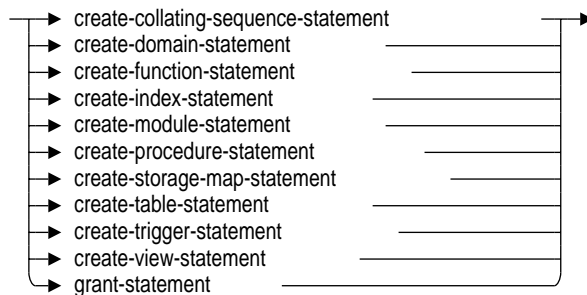 create-collating-sequence-statement
create-domain-statement
create-function-statement
create-index-statement
create-module-statement
create-procedure-statement
create-storage-map-statement
create-table-statement
create-trigger-statement
create-view-statement
grant-statement